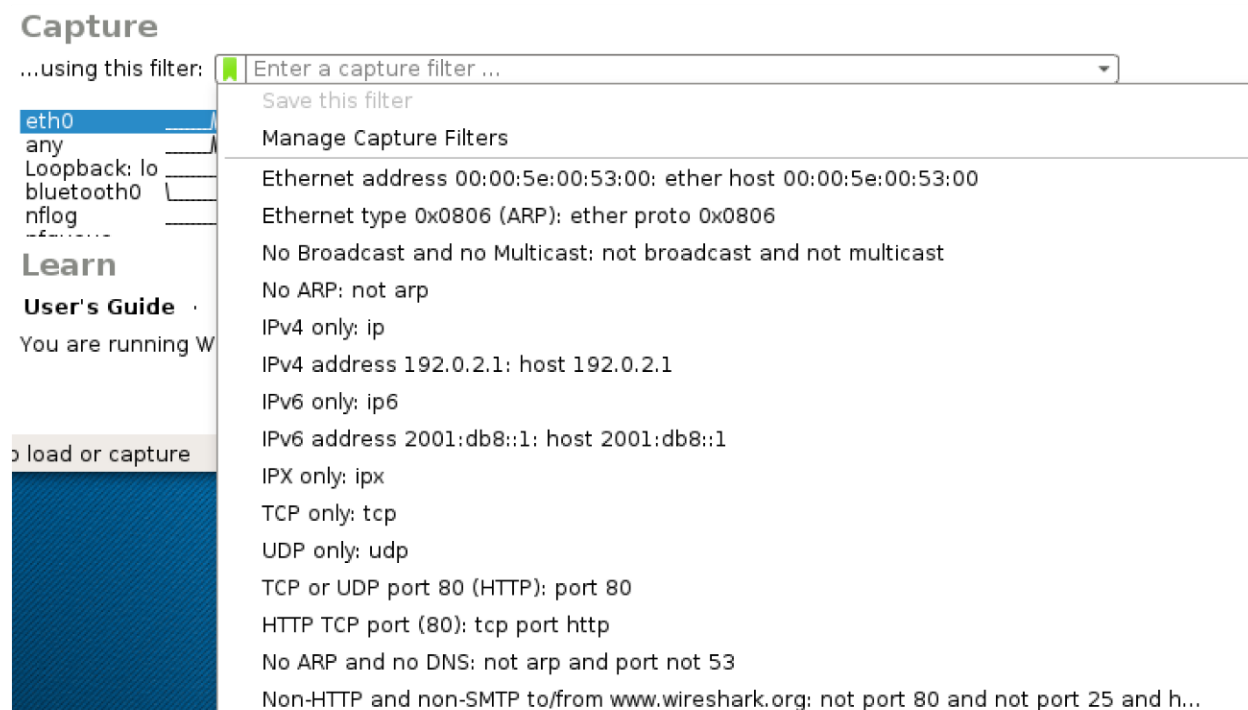 Capture
...using this filter: Enter a capture filter ...
Save this filter
Manage Capture Filters
Ethernet address 00:00:5e:00:53:00: ether host 00:00:5e:00:53:00
Ethernet type 0x0806 (ARP): ether proto 0x0806
No Broadcast and no Multicast: not broadcast and not multicast
No ARP: not arp
IPv4 only: ip
IPv4 address 192.0.2.1: host 192.0.2.1
IPv6 only: ip6
IPv6 address 2001:db8::1: host 2001:db8::1
IPX only: ipx
TCP only: tcp
UDP only: udp
TCP or UDP port 80 (HTTP): port 80
HTTP TCP port (80): tcp port http
No ARP and no DNS: not arp and port not 53
Non-HTTP and non-SMTP to/from www.wireshark.org: not port 80 and not port 25 and h...
eth0
any
Loopback: lo
bluetooth0
nflog
Learn
User's Guide ·
You are running W
load or capture